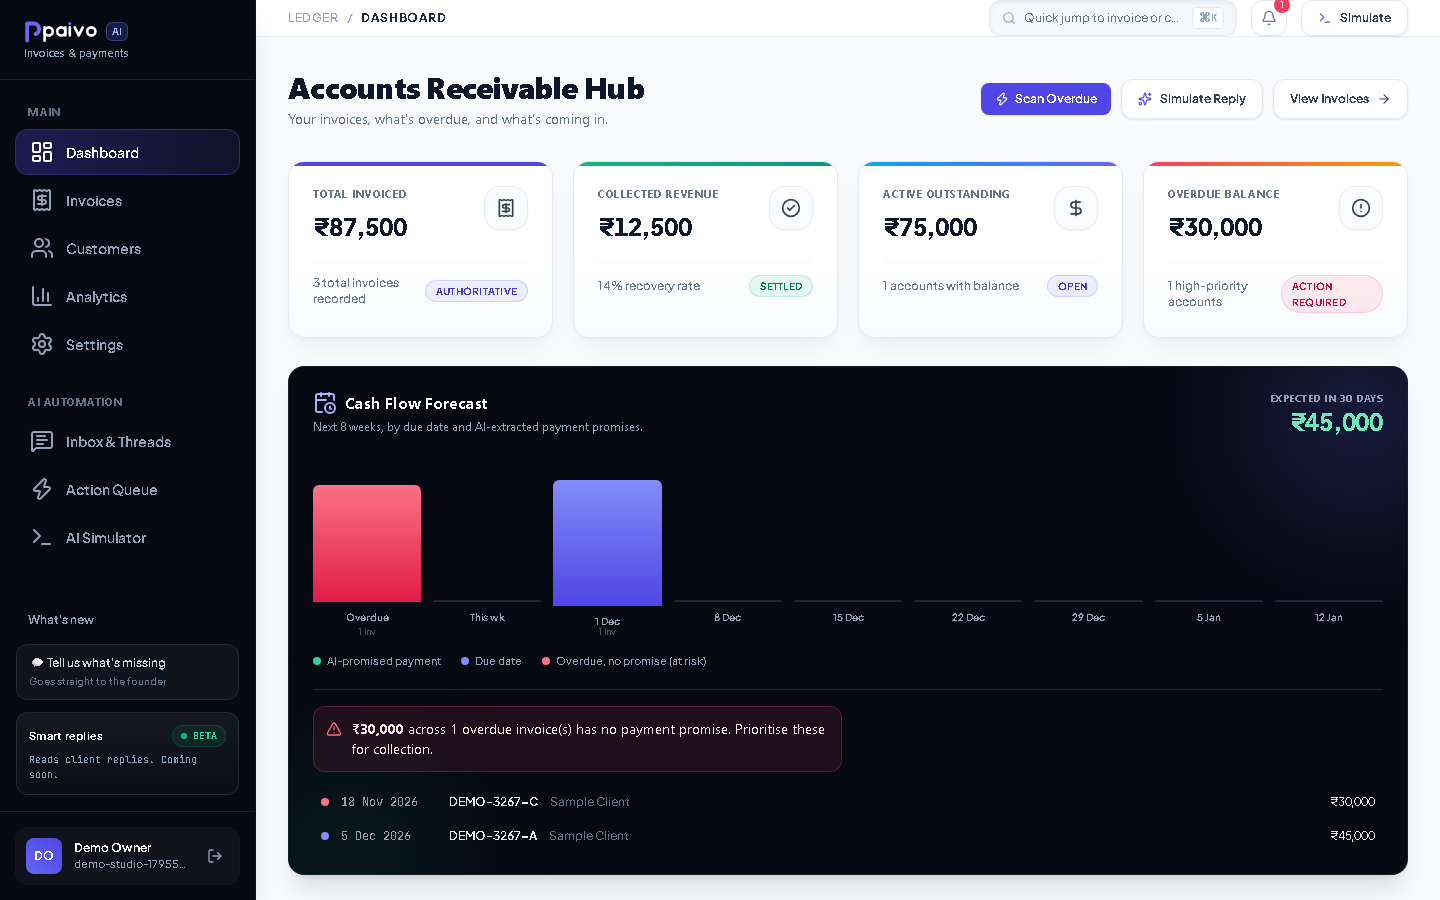 paivo AI
Invoices & payments
MAIN
Dashboard
Invoices
Customers
Analytics
Settings
AI AUTOMATION
Inbox & Threads
Action Queue
AI Simulator
What's new
Tell us what's missing
Goes straight to the founder
Smart replies
BETA
Reads client replies. Coming
soon.
DO
Demo Owner
demo-studio-17955...
LEDGER / DASHBOARD
Quick jump to invoice or c...
⌘K
1
Simulate
Accounts Receivable Hub
Your invoices, what's overdue, and what's coming in.
Scan Overdue
Simulate Reply
View Invoices
TOTAL INVOICED
₹87,500
3 total invoices
recorded
AUTHORITATIVE
COLLECTED REVENUE
₹12,500
14% recovery rate
SETTLED
ACTIVE OUTSTANDING
₹75,000
1 accounts with balance
OPEN
OVERDUE BALANCE
₹30,000
1 high-priority
accounts
ACTION
REQUIRED
Cash Flow Forecast
Next 8 weeks, by due date and AI-extracted payment promises.
EXPECTED IN 30 DAYS
₹45,000
Overdue
1 inv
This wk
1 Dec
1 inv
8 Dec
15 Dec
22 Dec
29 Dec
5 Jan
12 Jan
AI-promised payment
Due date
Overdue, no promise (at risk)
₹30,000 across 1 overdue invoice(s) has no payment promise. Prioritise these
for collection.
18 Nov 2026 DEMO-3267-C Sample Client ₹30,000
5 Dec 2026 DEMO-3267-A Sample Client ₹45,000